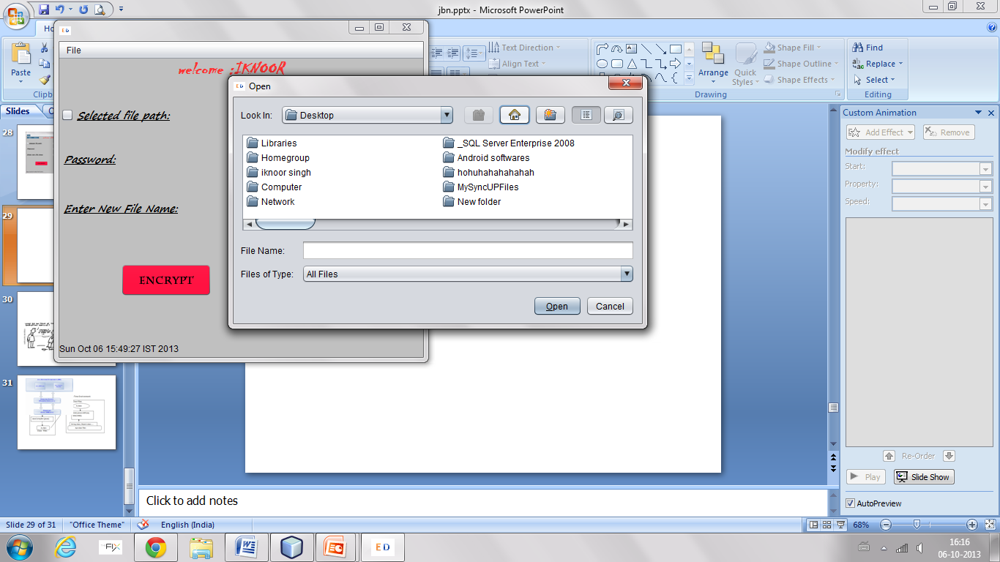 jbn.pptx - Microsoft PowerPoint
Paste
Text Direction
Align Text
Arrange
Quick Styles
Shape Fill
Shape Outline
Shape Effects
Drawing
Find
Replace
Select
Editing
E D
File
welcome :IKNOOR
Selected file path:
Password:
Enter New File Name:
ENCRYPT
Sun Oct 06 15:49:27 IST 2013
E D
Open
Look In:
Desktop
Libraries
Homegroup
iknoor singh
Computer
Network
_SQL Server Enterprise 2008
Android softwares
hohuhahahahah
MySyncUPFiles
New folder
File Name:
Files of Type:
All Files
Open
Cancel
Slides
28
29
30
31
Custom Animation
Add Effect
Remove
Modify effect
Start:
Property:
Speed:
Re-Order
Play
Slide Show
AutoPreview
Click to add notes
Slide 29 of 31
"Office Theme"
English (India)
68%
FIX
E D
16:16
06-10-2013